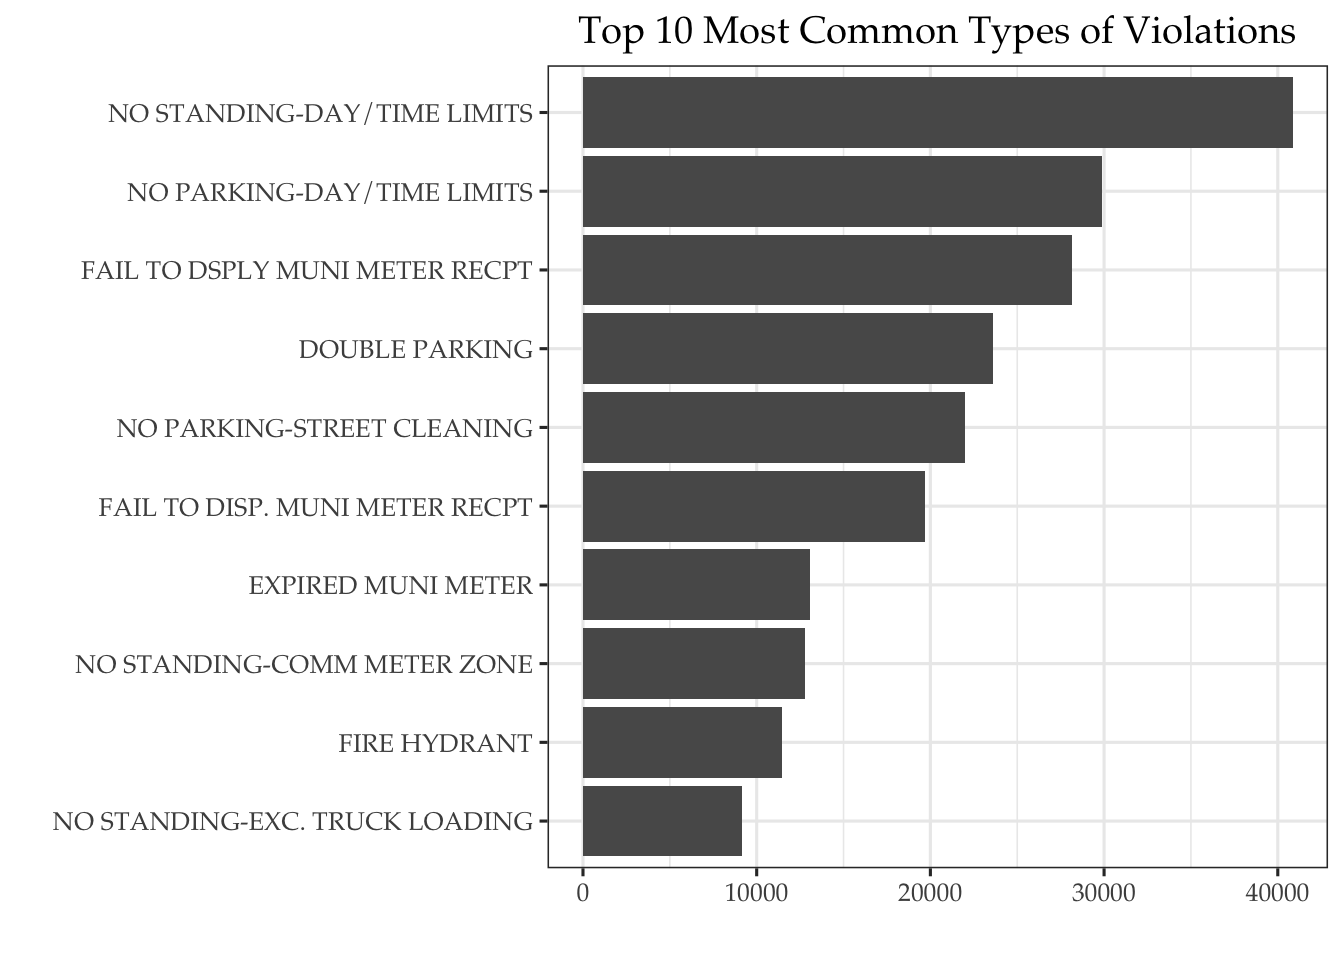 Top 10 Most Common Types of Violations
NO STANDING-DAY/TIME LIMITS
NO PARKING-DAY/TIME LIMITS
FAIL TO DSPLY MUNI METER RECPT
DOUBLE PARKING
NO PARKING-STREET CLEANING
FAIL TO DISP. MUNI METER RECPT
EXPIRED MUNI METER
NO STANDING-COMM METER ZONE
FIRE HYDRANT
NO STANDING-EXC. TRUCK LOADING
0 10000 20000 30000 40000